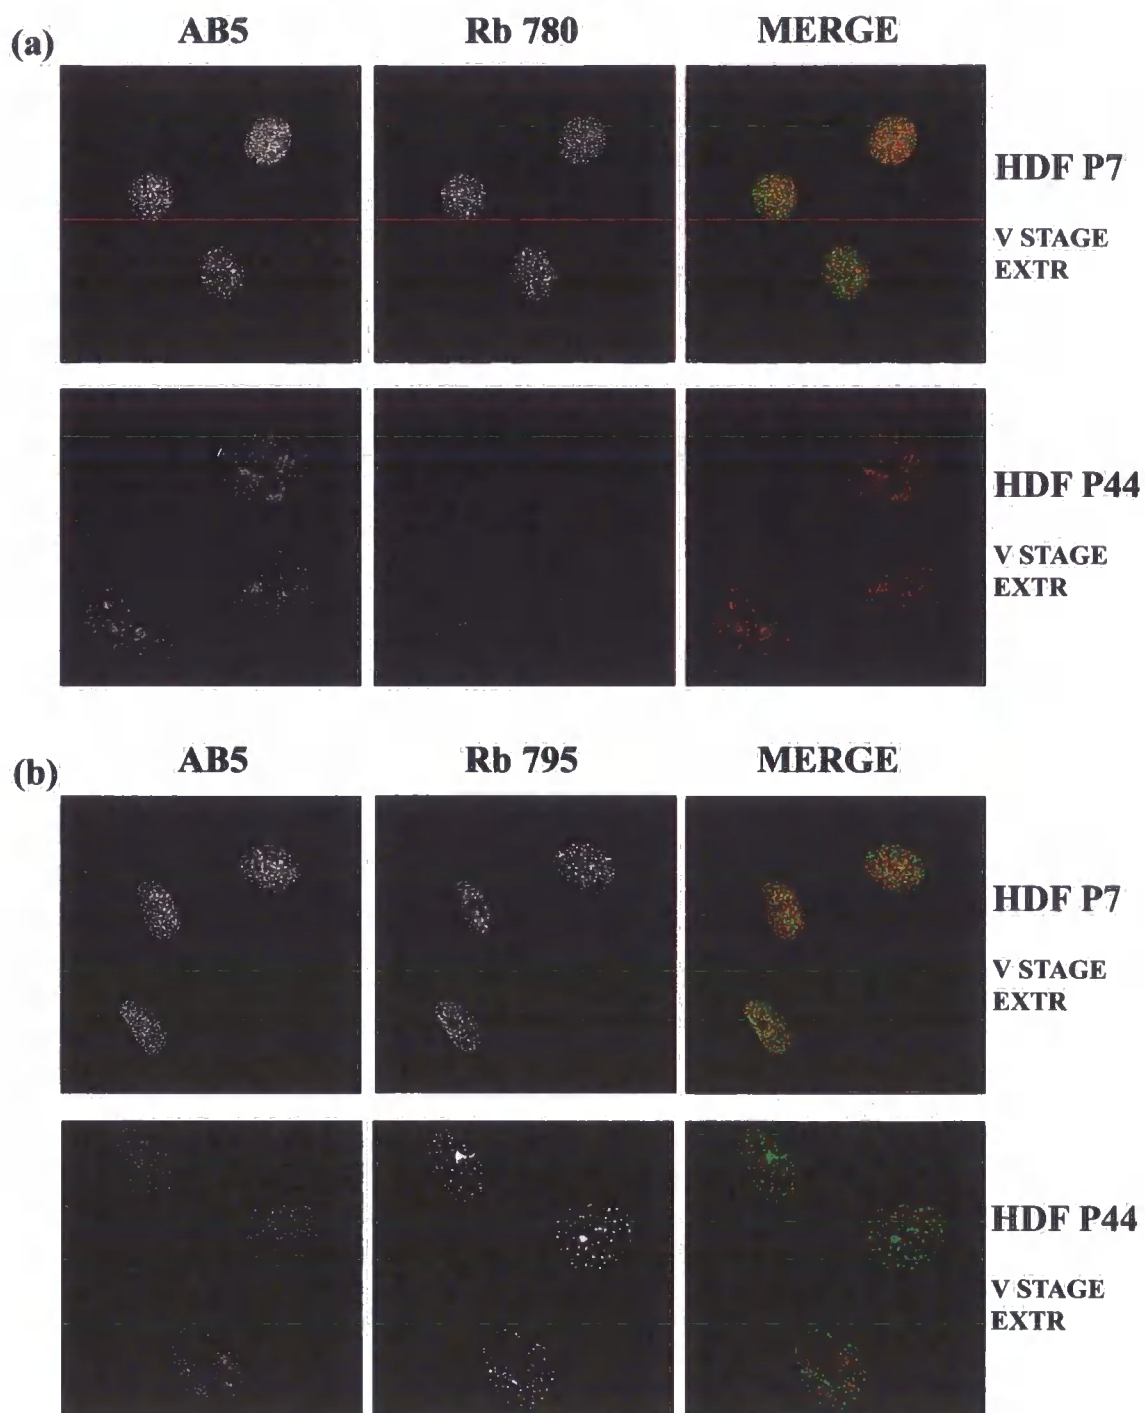 (a) AB5 Rb 780 MERGE
HDF P7
V STAGE
EXTR
HDF P44
V STAGE
EXTR
(b) AB5 Rb 795 MERGE
HDF P7
V STAGE
EXTR
HDF P44
V STAGE
EXTR